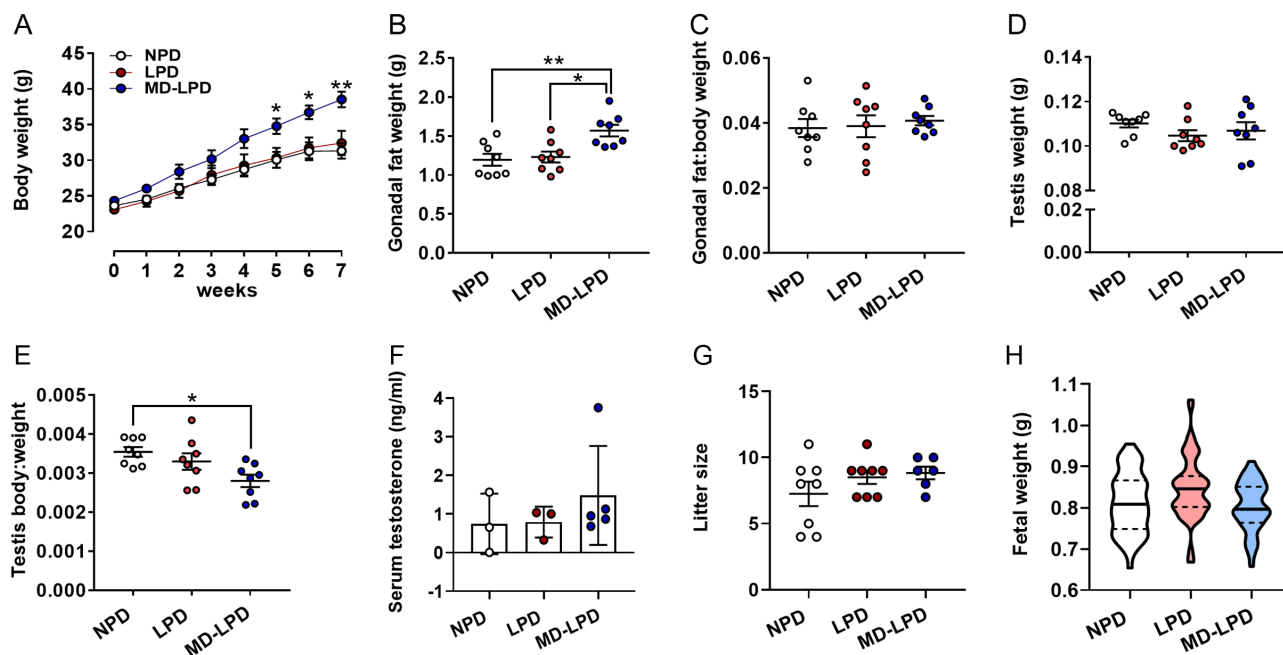 A
Body weight (g)
45
40
35
30
25
20
NPD
LPD
MD-LPD
*
*
**
0 1 2 3 4 5 6 7
weeks
B
Gonadal fat weight (g)
2.5
2.0
1.5
1.0
0.5
0.0
**
*
NPD
LPD
MD-LPD
C
Gonadal fat:body weight
0.06
0.04
0.02
0.00
NPD
LPD
MD-LPD
D
Testis weight (g)
0.14
0.12
0.10
0.08
0.02
0.00
NPD
LPD
MD-LPD
E
Testis body:weight
0.005
0.004
0.003
0.002
0.001
0.000
*
NPD
LPD
MD-LPD
F
Serum testosterone (ng/ml)
4
3
2
1
0
-1
NPD
LPD
MD-LPD
G
Litter size
15
10
5
0
NPD
LPD
MD-LPD
H
Fetal weight (g)
1.1
1.0
0.9
0.8
0.7
0.6
NPD
LPD
MD-LPD